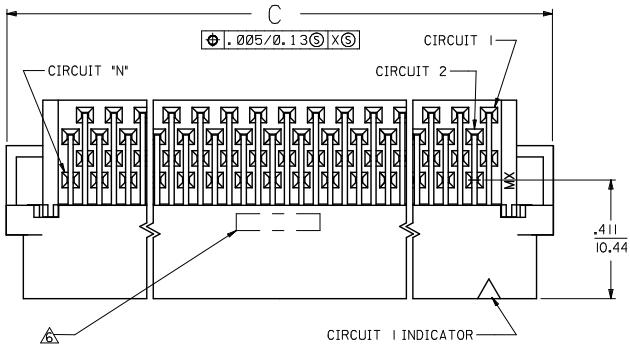 C
⌖ .005/0.13Ⓢ XⓈ
CIRCUIT 1
CIRCUIT "N"
CIRCUIT 2
MX
.411
10.44
6
CIRCUIT 1 INDICATOR